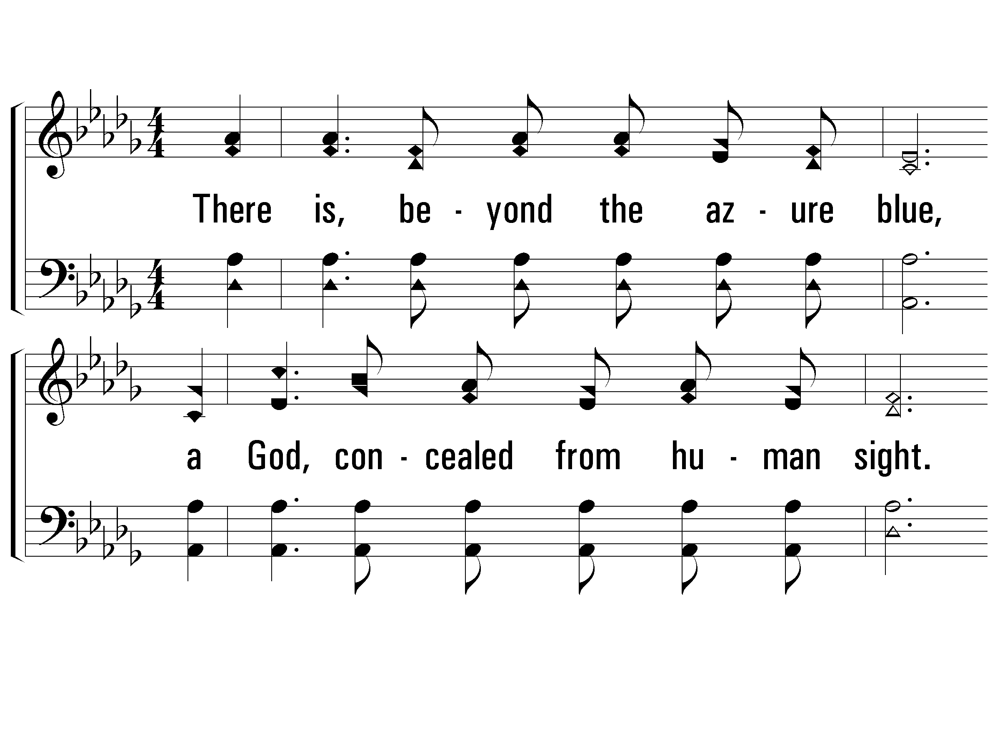 There is, be - yond the az - ure blue,
a God, con - cealed from hu - man sight.